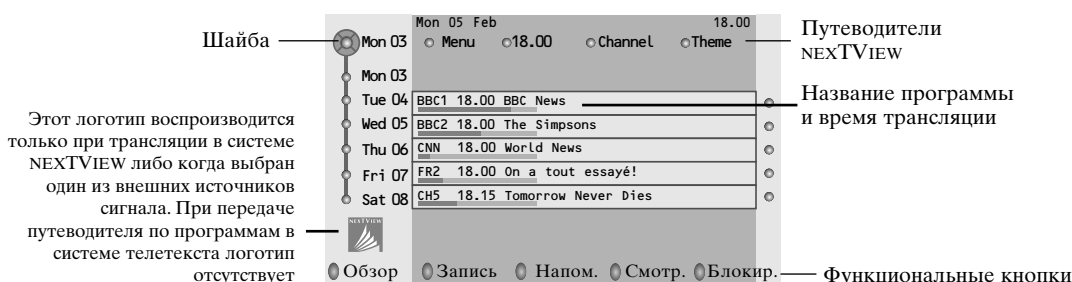 Mon 05 Feb 18.00
Шайба Mon 03 Menu 18.00 Channel Theme
Путеводители
NEXTVIEW
Mon 03
Tue 04 BBC1 18.00 BBC News
Название программы
и время трансляции
Wed 05 BBC2 18.00 The Simpsons
Thu 06 CNN 18.00 World News
Fri 07 FR2 18.00 On a tout essayé!
Sat 08 CH5 18.15 Tomorrow Never Dies
Этот логотип воспроизводится
только при трансляции в системе
NEXTVIEW либо когда выбран
один из внешних источников
сигнала. При передаче
путеводителя по программам в
системе телетекста логотип
отсутствует
NEXTVIEW
Обзор Запись Напом. Смотр. Блокир.
Функциональные кнопки